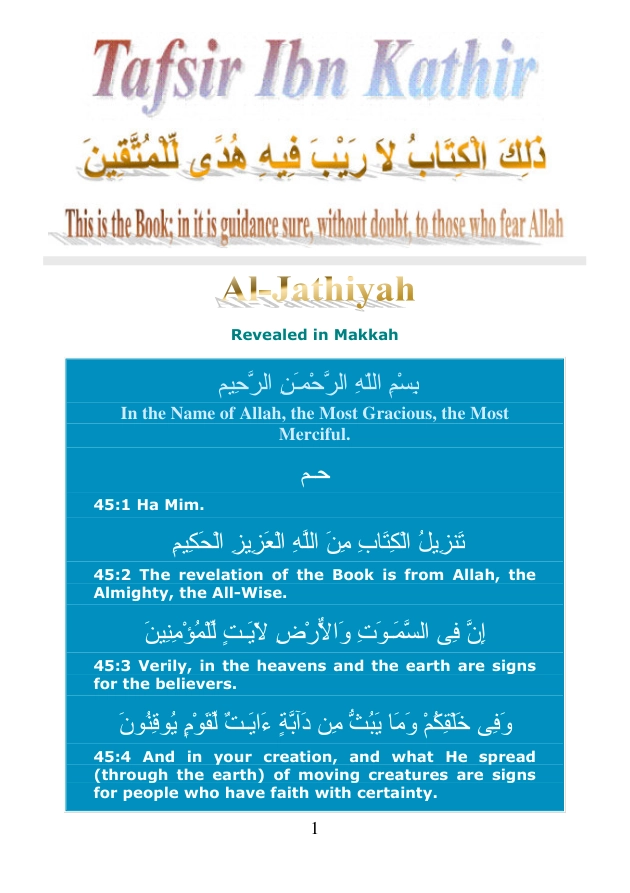 Tafsir Ibn Kathir
ذَلِكَ الْكِتَابُ لاَ رَيْبَ فِيهِ هُدًى لِّلْمُتَّقِينَ
This is the Book; in it is guidance sure, without doubt, to those who fear Allah
Al-Jathiyah
Revealed in Makkah
بِسْمِ اللَّهِ الرَّحْمَـنِ الرَّحِيمِ
In the Name of Allah, the Most Gracious, the Most
Merciful.
حـم
45:1 Ha Mim.
تَنزِيلُ الْكِتَابِ مِنَ اللَّهِ الْعَزِيزِ الْحَكِيمِ
45:2 The revelation of the Book is from Allah, the
Almighty, the All-Wise.
إِنَّ فِى السَّمَـوَتِ وَالاٌّرْضِ لاّيَـتٍ لِّلْمُؤْمِنِينَ
45:3 Verily, in the heavens and the earth are signs
for the believers.
وَفِى خَلْقِكُمْ وَمَا يَبُثُّ مِن دَآبَّةٍ ءَايَـتٌ لِّقَوْمٍ يُوقِنُونَ
45:4 And in your creation, and what He spread
(through the earth) of moving creatures are signs
for people who have faith with certainty.
1